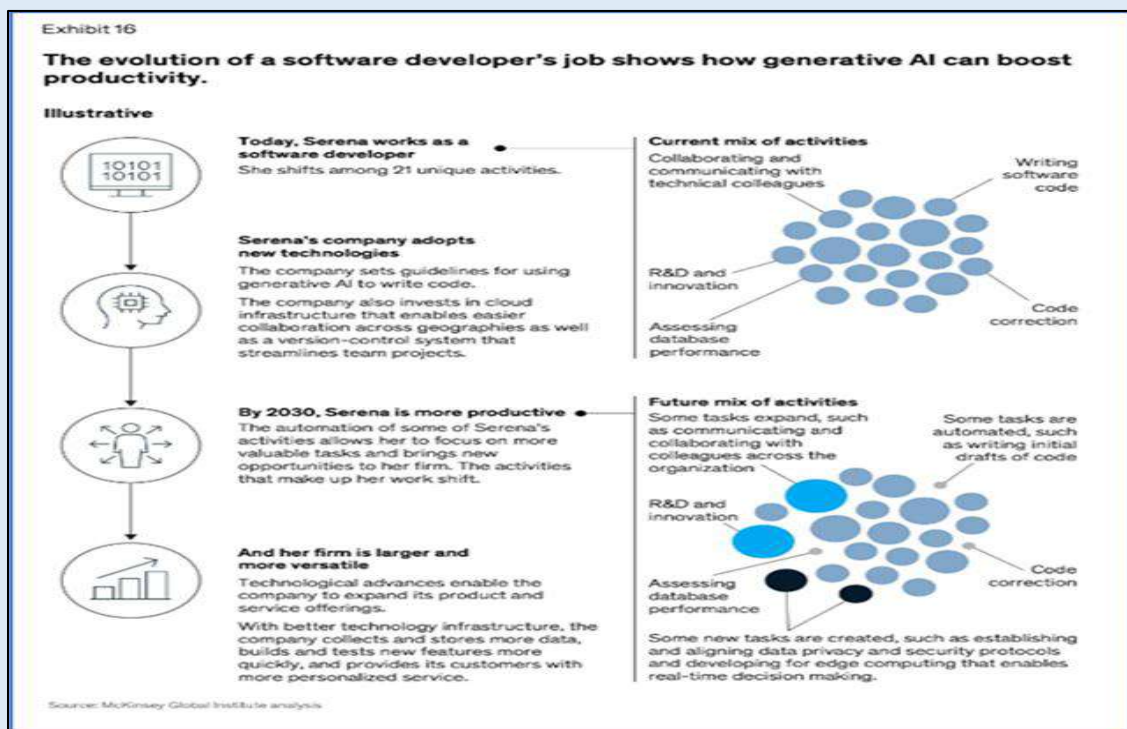 Exhibit 16
The evolution of a software developer's job shows how generative AI can boost
productivity.
Illustrative
10101
10101
Today, Serena works as a
software developer
She shifts among 21 unique activities.
Serena's company adopts
new technologies
The company sets guidelines for using
generative AI to write code.
The company also invests in cloud
infrastructure that enables easier
collaboration across geographies as well
as a version-control system that
streamlines team projects.
By 2030, Serena is more productive
The automation of some of Serena's
activities allows her to focus on more
valuable tasks and brings new
opportunities to her firm. The activities
that make up her work shift.
And her firm is larger and
more versatile
Technological advances enable the
company to expand its product and
service offerings.
With better technology infrastructure, the
company collects and stores more data,
builds and tests new features more
quickly, and provides its customers with
more personalized service.
Current mix of activities
Collaborating and
communicating with
technical colleagues
Writing
software
code
R&D and
innovation
Assessing
database
performance
Code
correction
Future mix of activities
Some tasks expand, such
as communicating and
collaborating with
colleagues across the
organization
Some tasks are
automated, such
as writing initial
drafts of code
R&D and
innovation
Assessing
database
performance
Code
correction
Some new tasks are created, such as establishing
and aligning data privacy and security protocols
and developing for edge computing that enables
real-time decision making.
Source: McKinsey Global Institute analysis